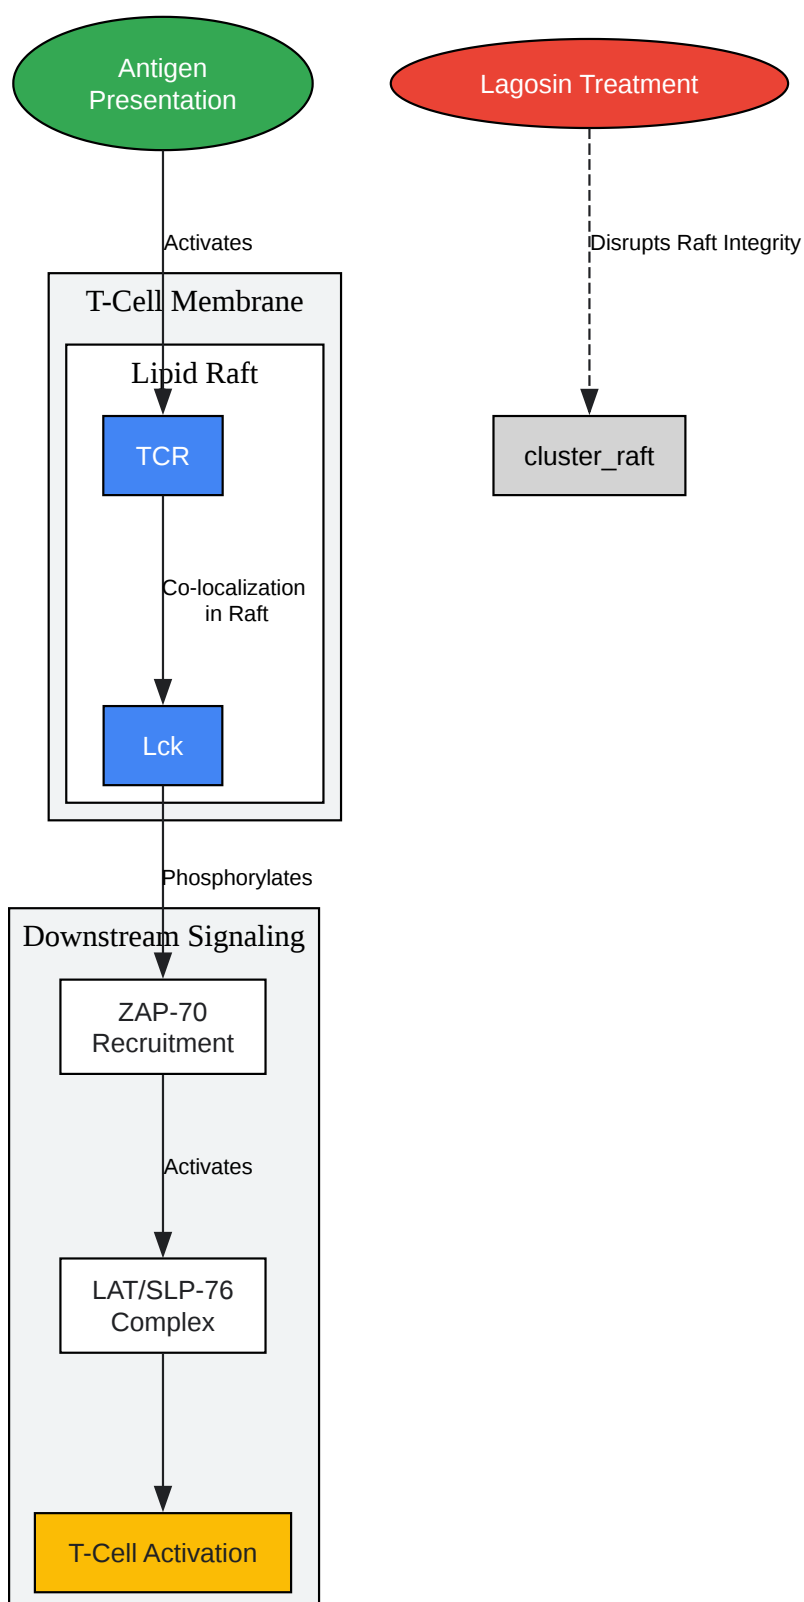 Antigen
Presentation
Lagosin Treatment
Activates
Disrupts Raft Integrity
T-Cell Membrane
Lipid Raft
TCR
cluster_raft
Co-localization
in Raft
Lck
Phosphorylates
Downstream Signaling
ZAP-70
Recruitment
Activates
LAT/SLP-76
Complex
T-Cell Activation